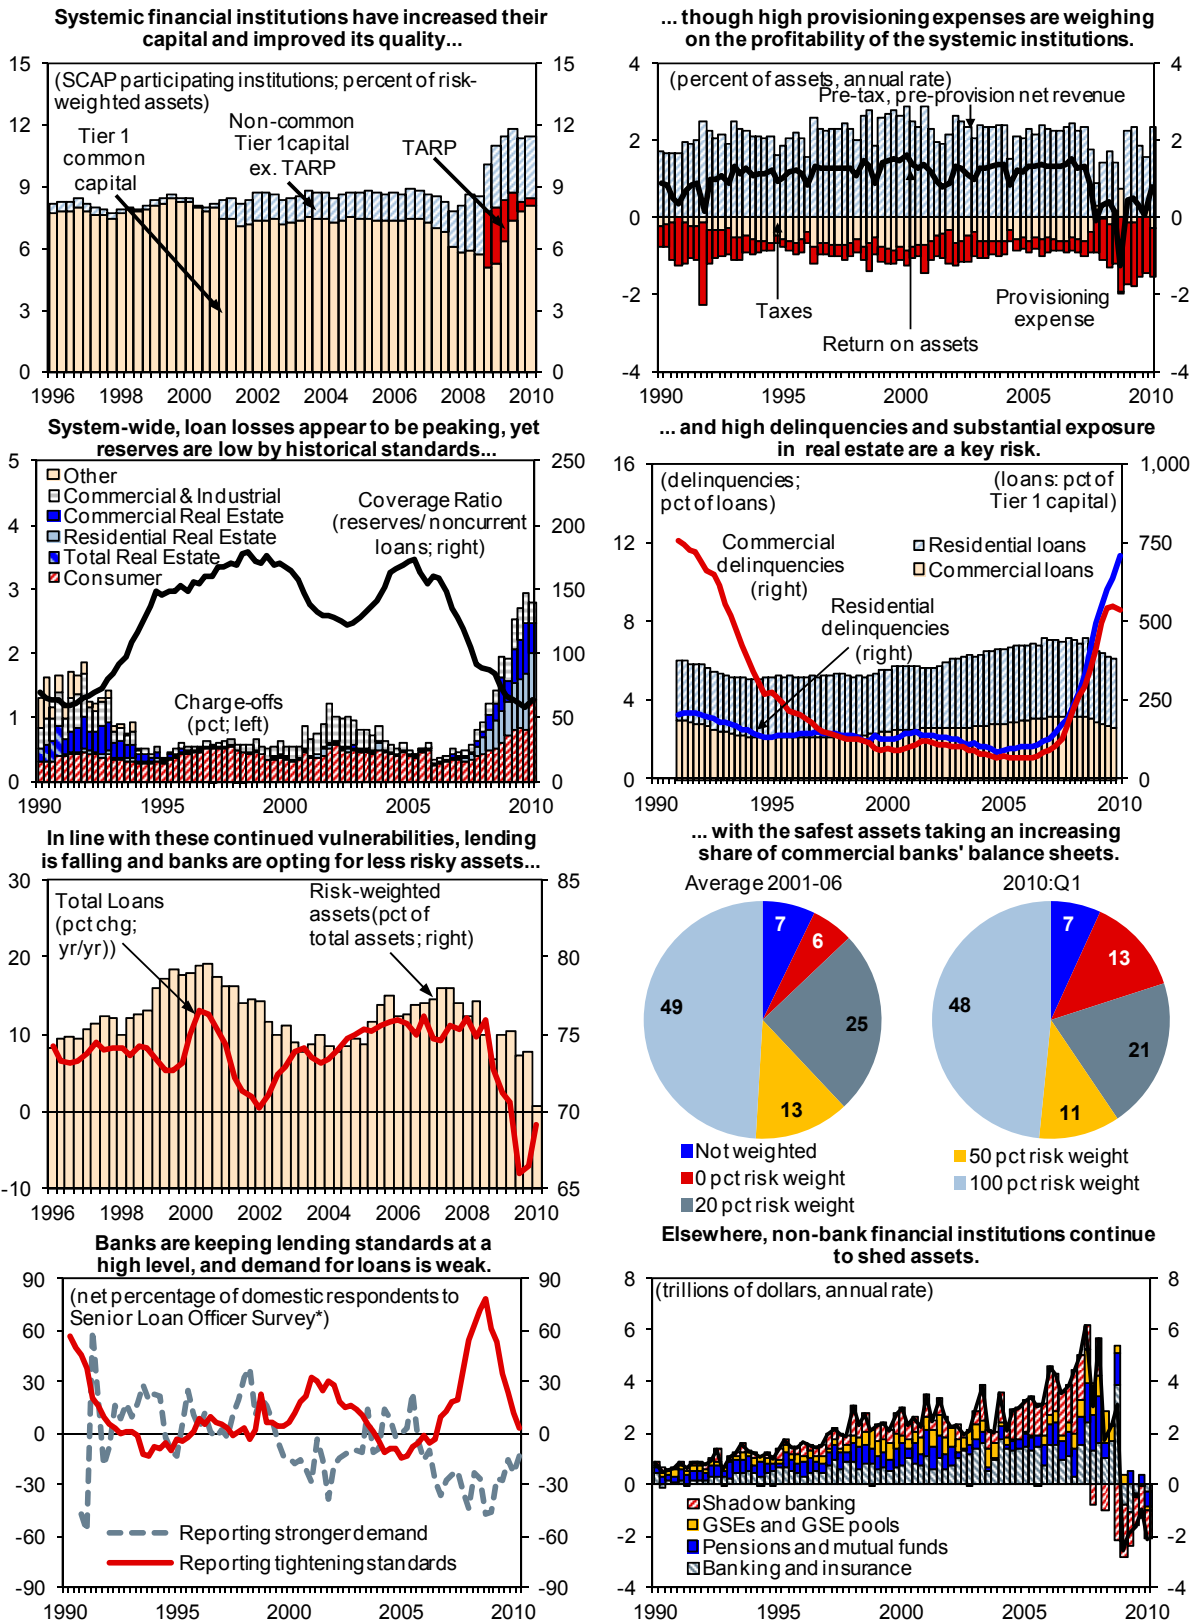 Systemic financial institutions have increased their
capital and improved its quality...
(SCAP participating institutions; percent of risk-
weighted assets)
Tier 1
common
capital
Non-common
Tier 1 capital
ex. TARP
TARP
15
12
9
6
3
0
15
12
9
6
3
0
1996 1998 2000 2002 2004 2006 2008 2010
... though high provisioning expenses are weighing
on the profitability of the systemic institutions.
(percent of assets, annual rate)
Pre-tax, pre-provision net revenue
Taxes
Return on assets
Provisioning
expense
4
2
0
-2
-4
4
2
0
-2
-4
1990 1995 2000 2005 2010
System-wide, loan losses appear to be peaking, yet
reserves are low by historical standards...
Other
Commercial & Industrial
Commercial Real Estate
Residential Real Estate
Total Real Estate
Consumer
Coverage Ratio
(reserves/ noncurrent
loans; right)
Charge-offs
(pct; left)
5
4
3
2
1
0
250
200
150
100
50
0
1990 1995 2000 2005 2010
... and high delinquencies and substantial exposure
in real estate are a key risk.
(delinquencies;
pct of loans)
(loans: pct of
Tier 1 capital)
Commercial
delinquencies
(right)
Residential loans
Commercial loans
Residential
delinquencies
(right)
16
12
8
4
0
1,000
750
500
250
0
1990 1995 2000 2005 2010
In line with these continued vulnerabilities, lending
is falling and banks are opting for less risky assets...
Total Loans
(pct chg;
yr/yr))
Risk-weighted
assets (pct of
total assets; right)
30
20
10
0
-10
85
80
75
70
65
1996 1998 2000 2002 2004 2006 2008 2010
... with the safest assets taking an increasing
share of commercial banks' balance sheets.
Average 2001-06
7
6
25
13
49
2010:Q1
7
13
21
11
48
Not weighted
0 pct risk weight
20 pct risk weight
50 pct risk weight
100 pct risk weight
Banks are keeping lending standards at a
high level, and demand for loans is weak.
(net percentage of domestic respondents to
Senior Loan Officer Survey*)
Reporting stronger demand
Reporting tightening standards
90
60
30
0
-30
-60
-90
90
60
30
0
-30
-60
-90
1990 1995 2000 2005 2010
Elsewhere, non-bank financial institutions continue
to shed assets.
(trillions of dollars, annual rate)
Shadow banking
GSEs and GSE pools
Pensions and mutual funds
Banking and insurance
8
6
4
2
0
-2
-4
8
6
4
2
0
-2
-4
1990 1995 2000 2005 2010